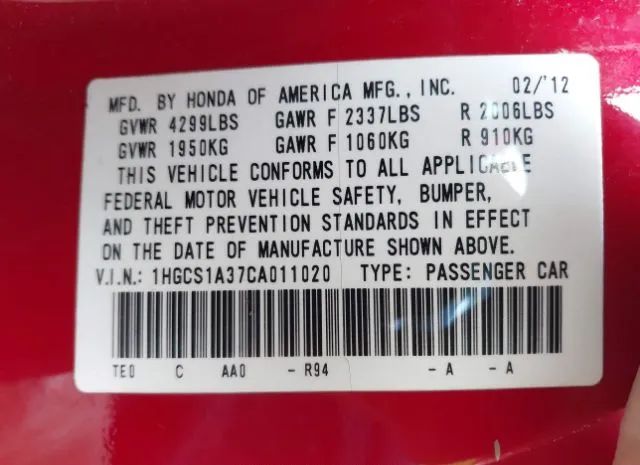 MFD. BY HONDA OF AMERICA MFG., INC. 02/'12
GVWR 4299LBS GAWR F 2337LBS R 2006LBS
GVWR 1950KG GAWR F 1060KG R 910KG
THIS VEHICLE CONFORMS TO ALL APPLICABLE
FEDERAL MOTOR VEHICLE SAFETY, BUMPER,
AND THEFT PREVENTION STANDARDS IN EFFECT
ON THE DATE OF MANUFACTURE SHOWN ABOVE.
V.I.N.: 1HGCS1A37CA011020 TYPE: PASSENGER CAR
TE0 C AA0 - R94 - A - A